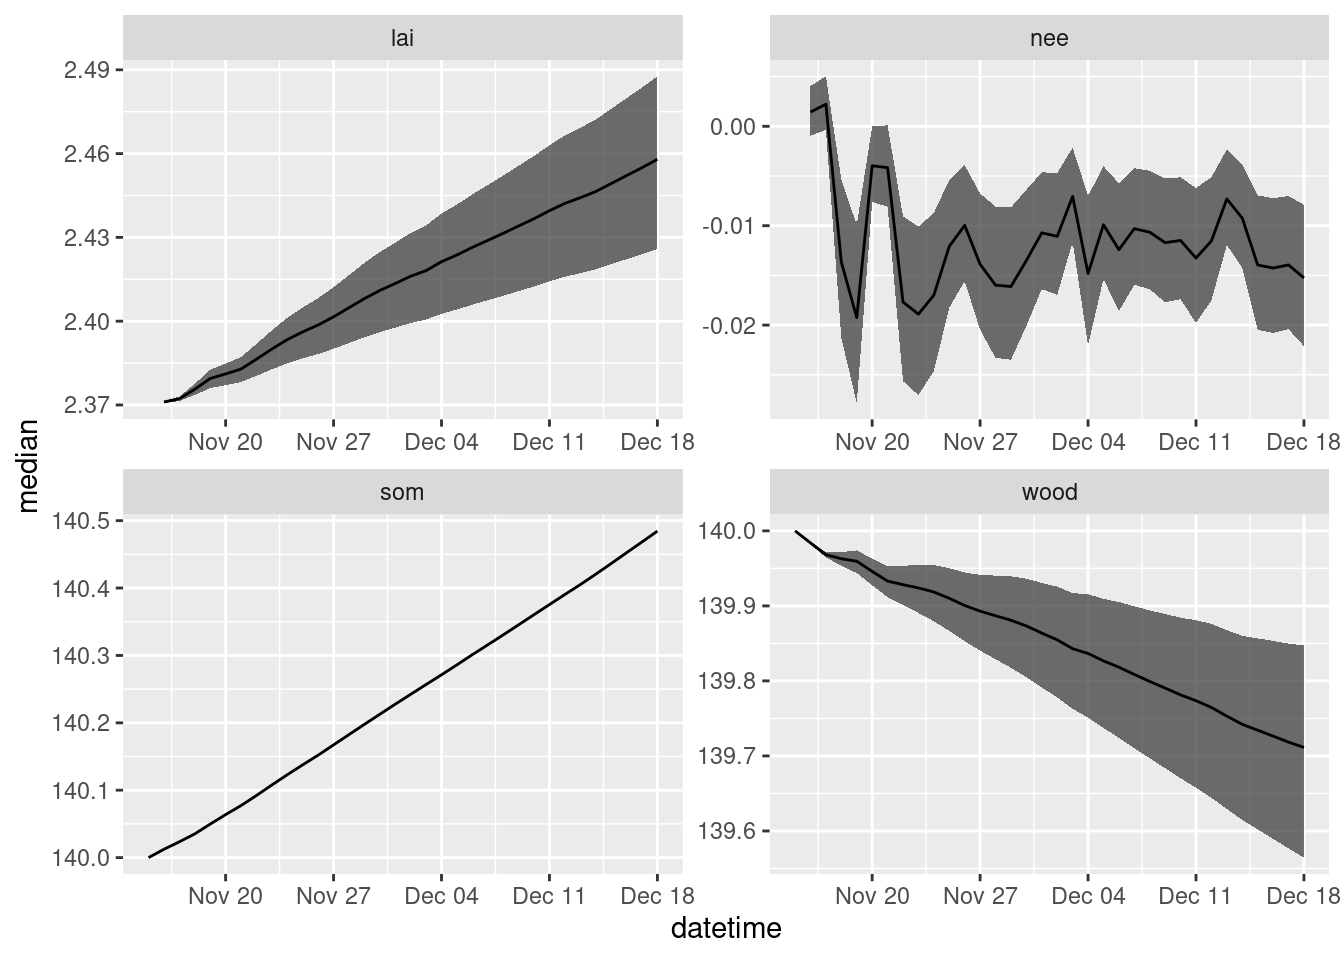 lai
2.49
2.46
2.43
2.40
2.37
Nov 20 Nov 27 Dec 04 Dec 11 Dec 18
nee
0.00
-0.01
-0.02
Nov 20 Nov 27 Dec 04 Dec 11 Dec 18
median
som
140.5
140.4
140.3
140.2
140.1
140.0
Nov 20 Nov 27 Dec 04 Dec 11 Dec 18
wood
140.0
139.9
139.8
139.7
139.6
Nov 20 Nov 27 Dec 04 Dec 11 Dec 18
datetime